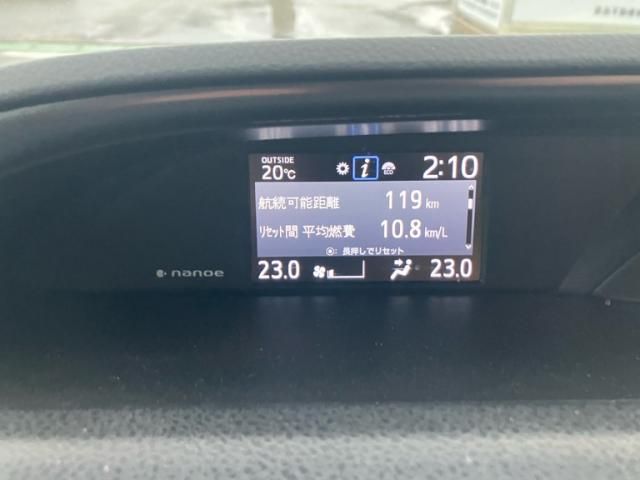 OUTSIDE
20℃ i ECO 2:10
航続可能距離 119 km
リセット間 平均燃費 10.8 km/L
◉: 長押しでリセット
nanoe
23.0 23.0